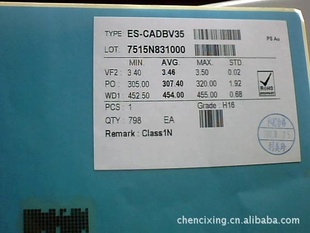 TYPE ES-CADBV35
P5 Au
LOT 7515N831000
MIN. AVG. MAX. STD
VF2 : 3.40 3.46 3.50 0.02
PO : 305.00 307.40 320.00 1.92
WD1 : 452.50 454.00 455.00 0.68
RoHS
PCS : 1 Grade : H16
QTY 798 EA
Remark : Class1N
chencixing.cn.alibaba.com